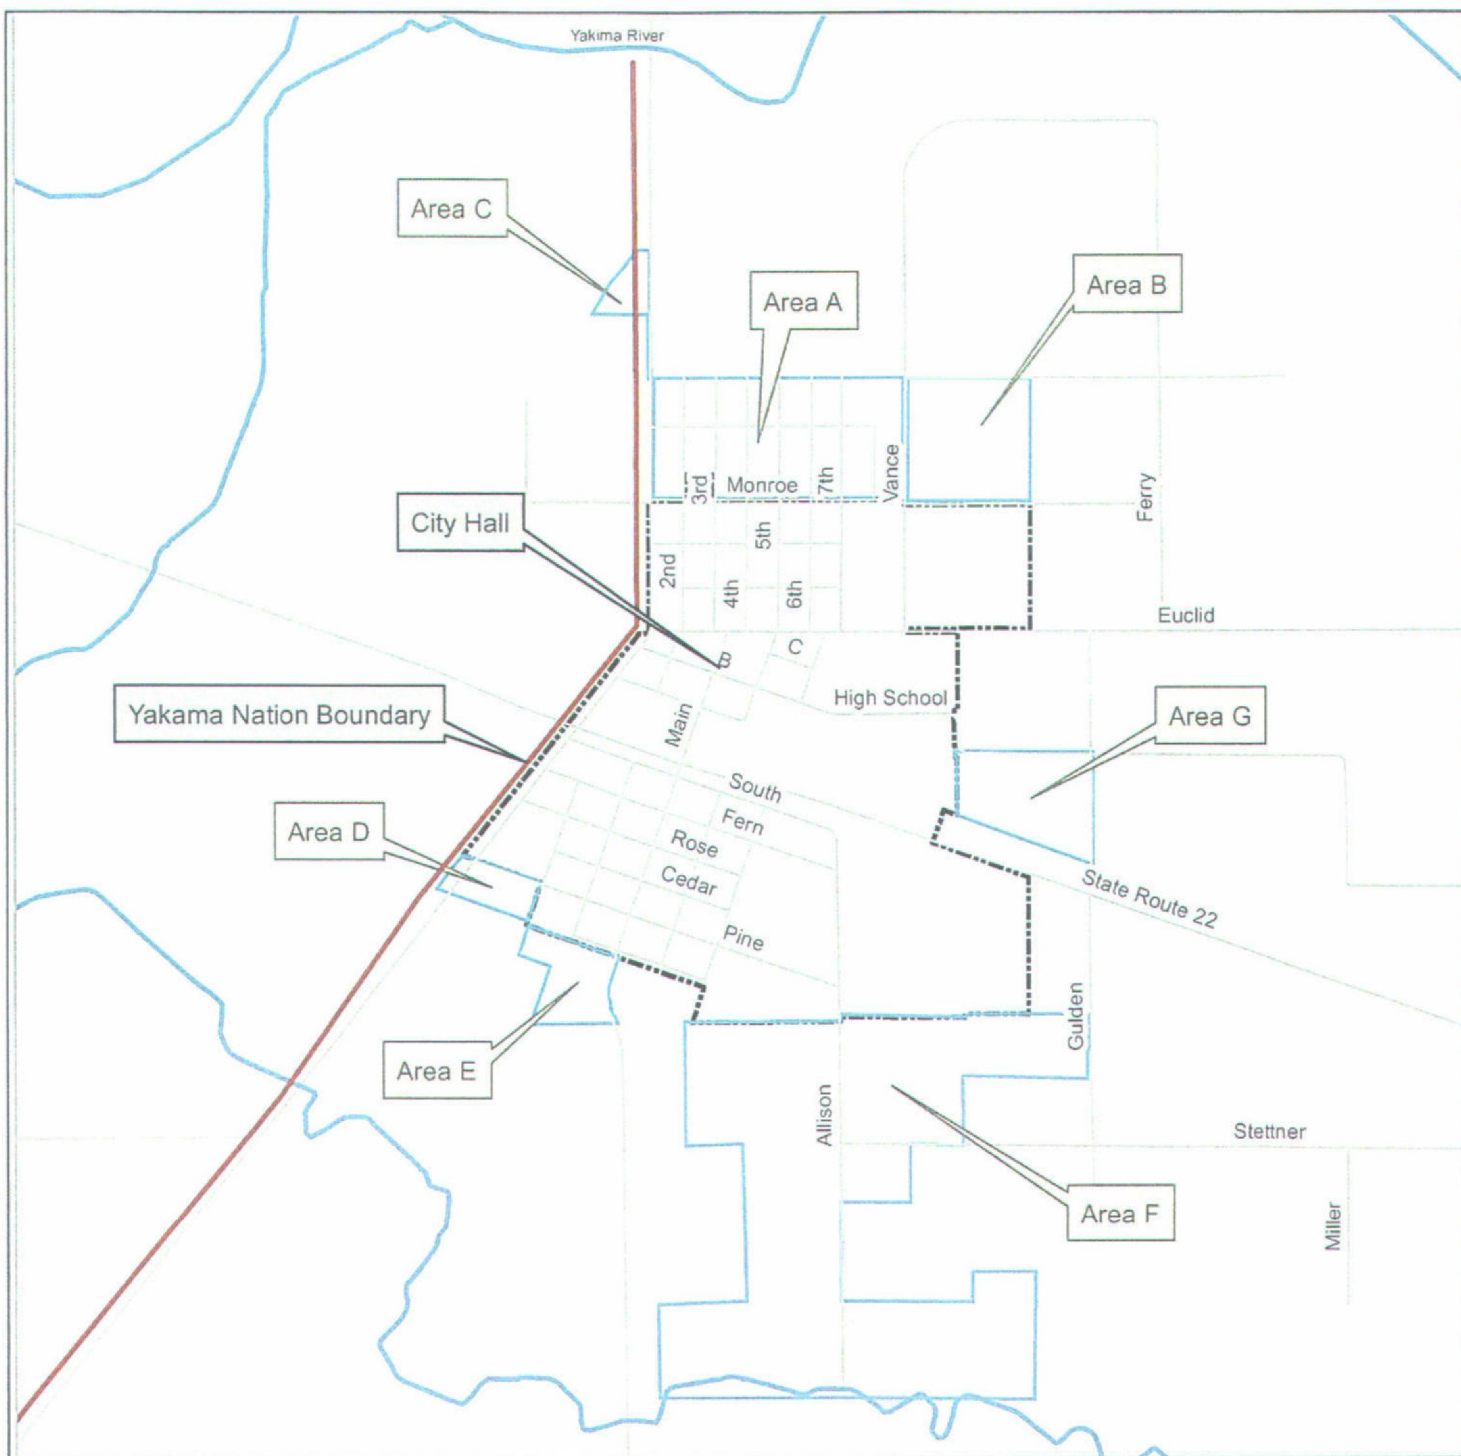 Yakima River
Area C
Area B
Area A
3rd
Monroe
7th
Vance
Ferry
City Hall
5th
2nd
4th
6th
Euclid
B
C
High School
Yakama Nation Boundary
Main
Area G
South
Fern
Area D
Rose
Cedar
State Route 22
Pine
Gulden
Area E
Allison
Stettner
Area F
Miller